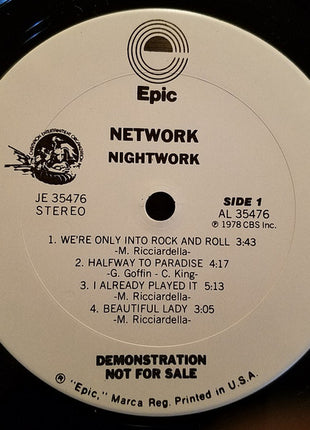 Epic
NETWORK
NIGHTWORK
JE 35476
STEREO
SIDE 1
AL 35476
℗ 1978 CBS Inc.
1. WE'RE ONLY INTO ROCK AND ROLL 3:43
-M. Ricciardella-
2. HALFWAY TO PARADISE 4:17
-G. Goffin - C. King-
3. I ALREADY PLAYED IT 5:13
-M. Ricciardella-
4. BEAUTIFUL LADY 3:05
-M. Ricciardella-
DEMONSTRATION
NOT FOR SALE
® "Epic," Marca Reg. Printed in U.S.A.